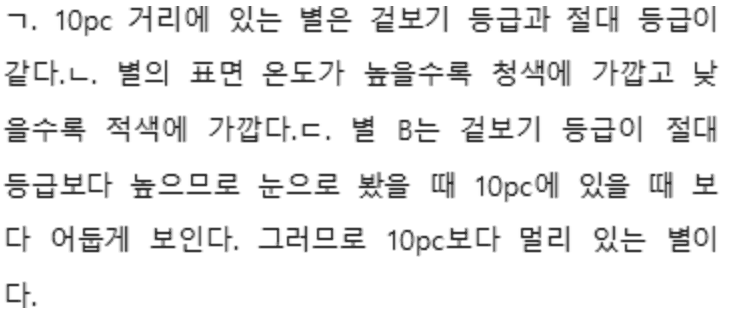 ㄱ. 10pc 거리에 있는 별은 겉보기 등급과 절대 등급이
같다.ㄴ. 별의 표면 온도가 높을수록 청색에 가깝고 낮
을수록 적색에 가깝다.ㄷ. 별 B는 겉보기 등급이 절대
등급보다 높으므로 눈으로 봤을 때 10pc에 있을 때 보
다 어둡게 보인다. 그러므로 10pc보다 멀리 있는 별이
다.